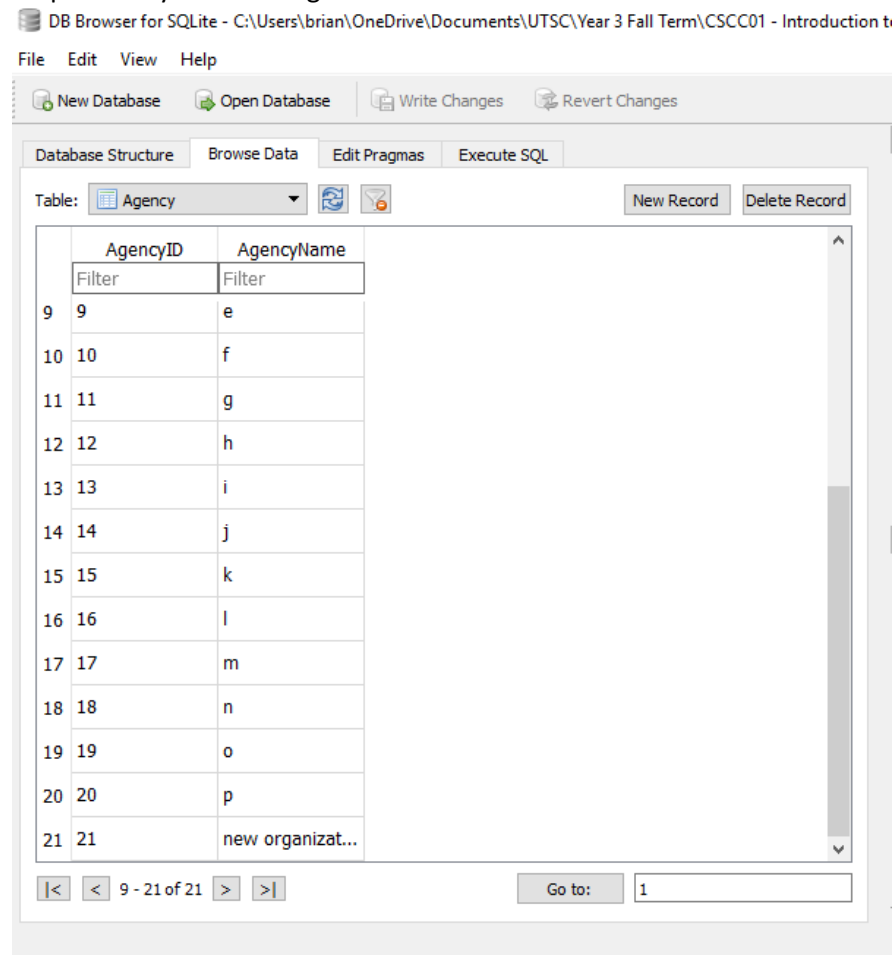 DB Browser for SQLite - C:\Users\brian\OneDrive\Documents\UTSC\Year 3 Fall Term\CSCC01 - Introduction
File Edit View Help
New Database Open Database Write Changes Revert Changes
Database Structure Browse Data Edit Pragmas Execute SQL
Table: Agency New Record Delete Record
AgencyID AgencyName
Filter Filter
9 9 e
10 10 f
11 11 g
12 12 h
13 13 i
14 14 j
15 15 k
16 16 l
17 17 m
18 18 n
19 19 o
20 20 p
21 21 new organizat...
|< < 9 - 21 of 21 > >| Go to: 1